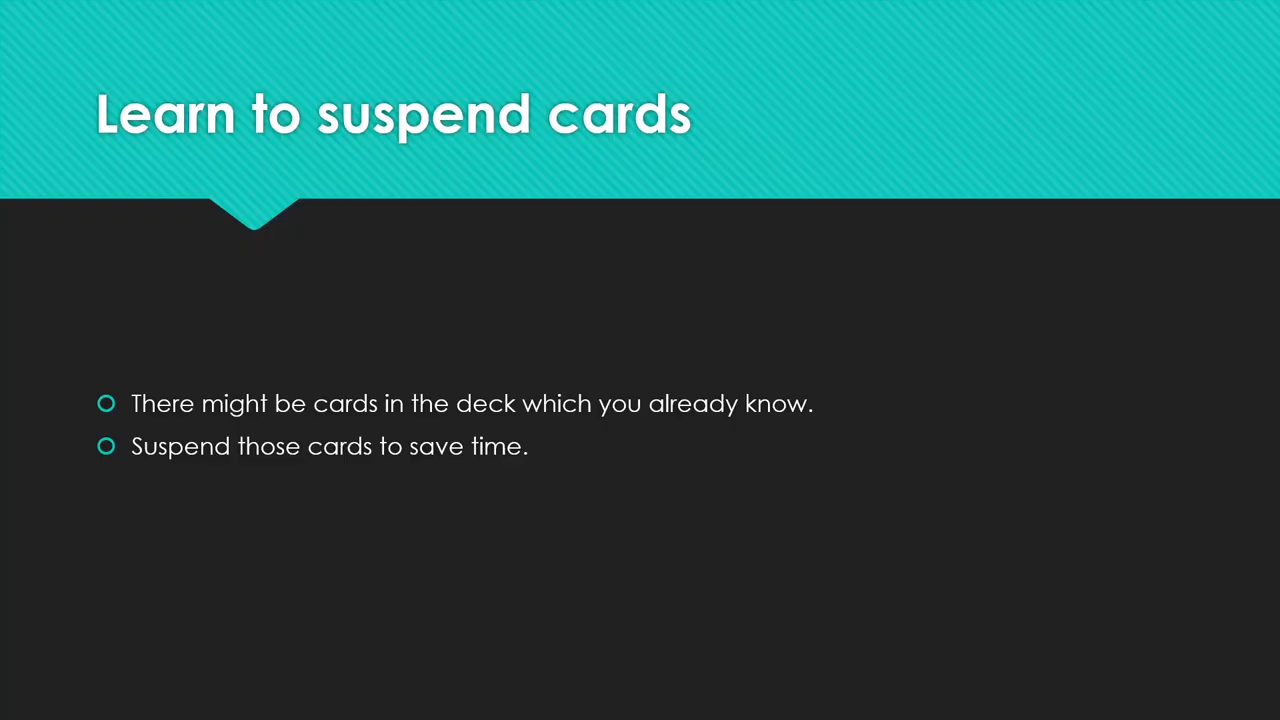 Learn to suspend cards
There might be cards in the deck which you already know.
Suspend those cards to save time.